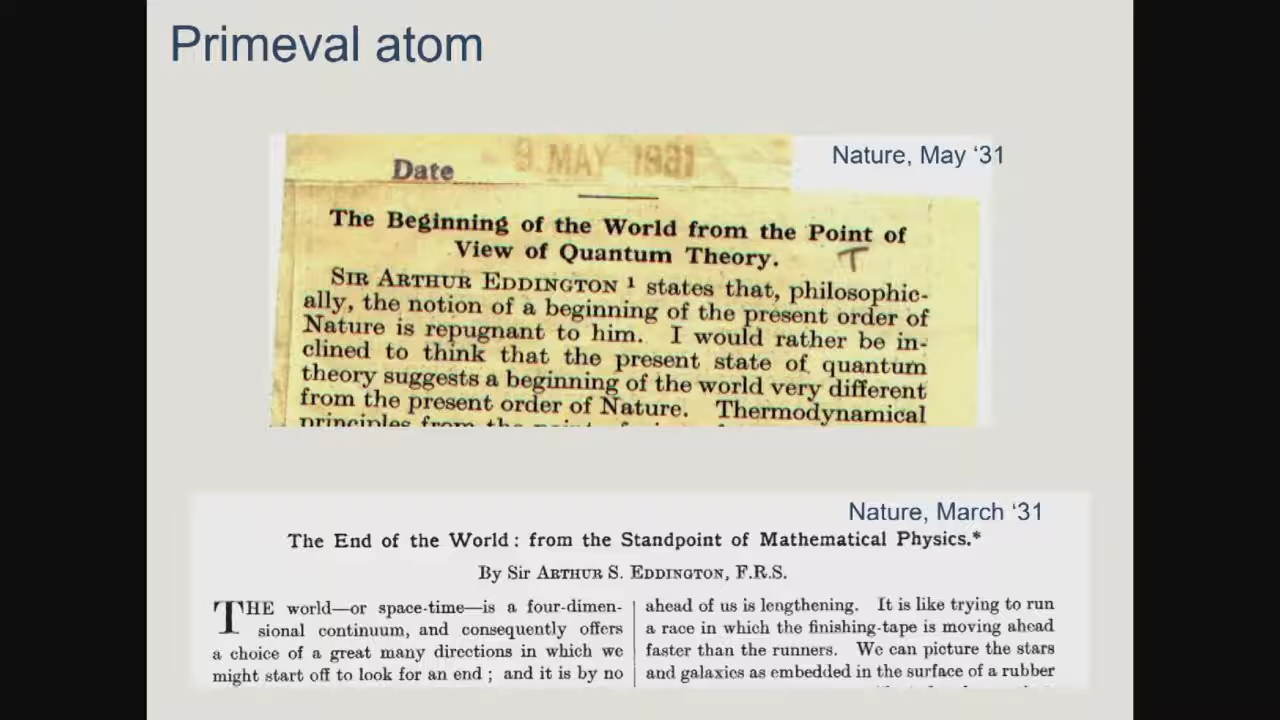 Primeval atom
Nature, May ‘31
Date 9 MAY 1931
The Beginning of the World from the Point of
View of Quantum Theory. T
SIR ARTHUR EDDINGTON ¹ states that, philosophic-
ally, the notion of a beginning of the present order of
Nature is repugnant to him. I would rather be in-
clined to think that the present state of quantum
theory suggests a beginning of the world very different
from the present order of Nature. Thermodynamical
principles from the point of
Nature, March ‘31
The End of the World: from the Standpoint of Mathematical Physics.*
By Sir ARTHUR S. EDDINGTON, F.R.S.
THE world—or space-time—is a four-dimen-
sional continuum, and consequently offers
a choice of a great many directions in which we
might start off to look for an end; and it is by no
ahead of us is lengthening. It is like trying to run
a race in which the finishing-tape is moving ahead
faster than the runners. We can picture the stars
and galaxies as embedded in the surface of a rubber